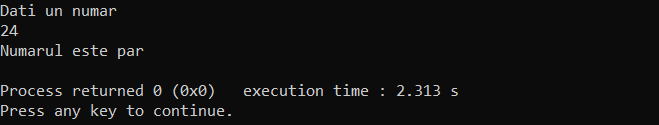 Dati un numar
24
Numarul este par
Process returned 0 (0x0)   execution time : 2.313 s
Press any key to continue.